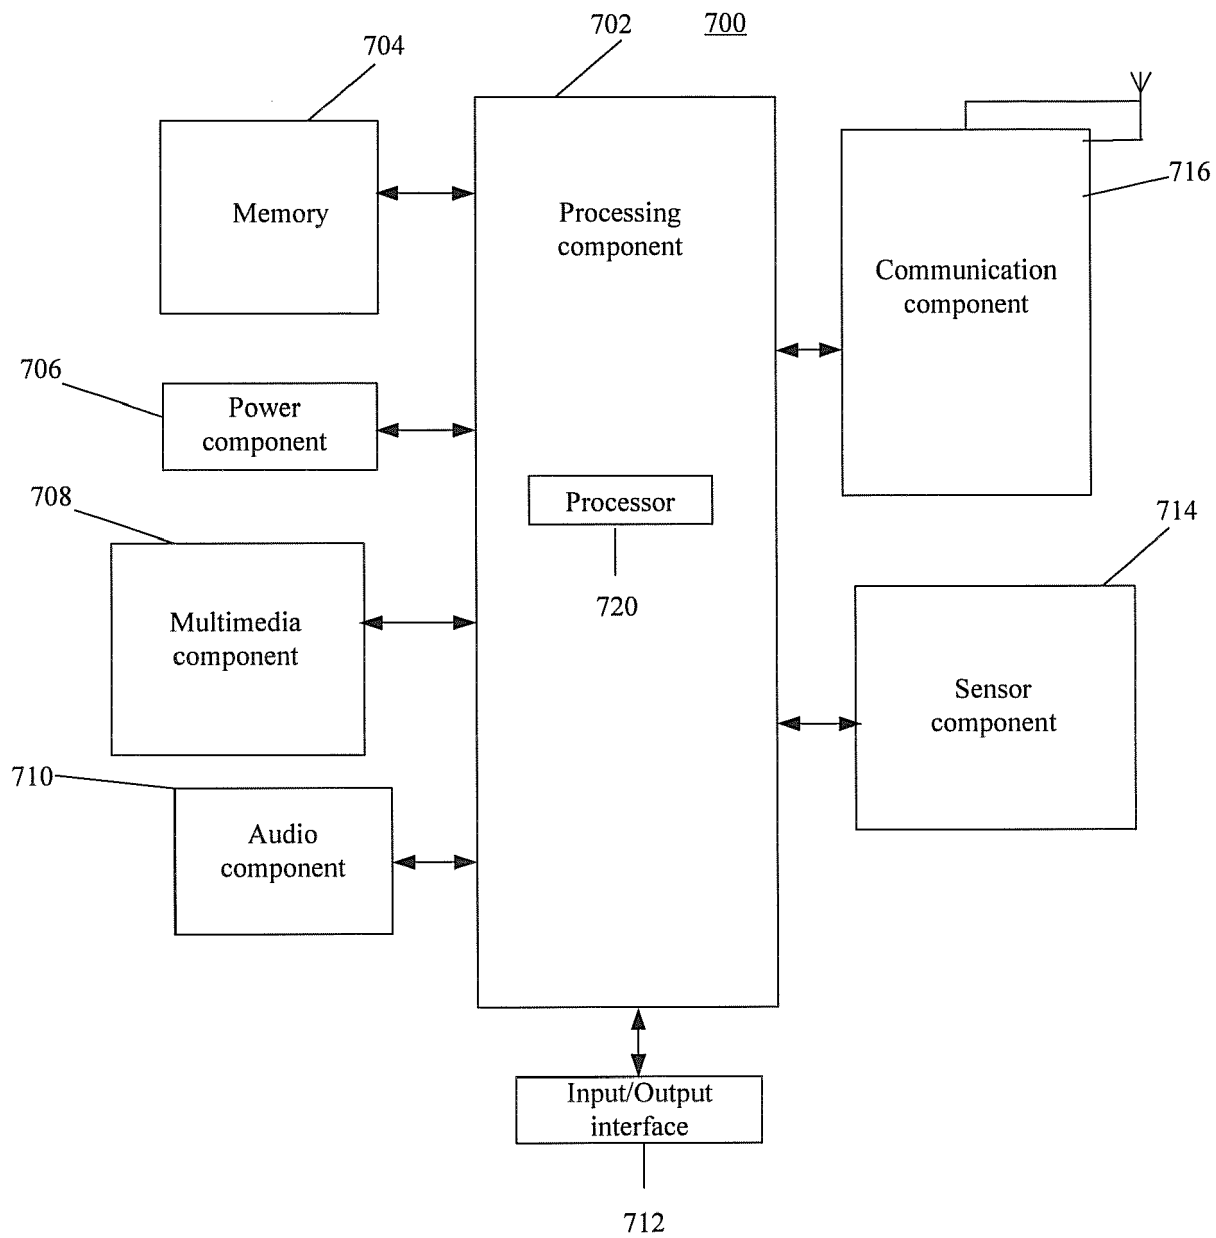 702
700
704
Memory
Processing
component
716
Communication
component
706
Power
component
708
Processor
714
720
Multimedia
component
Sensor
component
710
Audio
component
Input/Output
interface
712